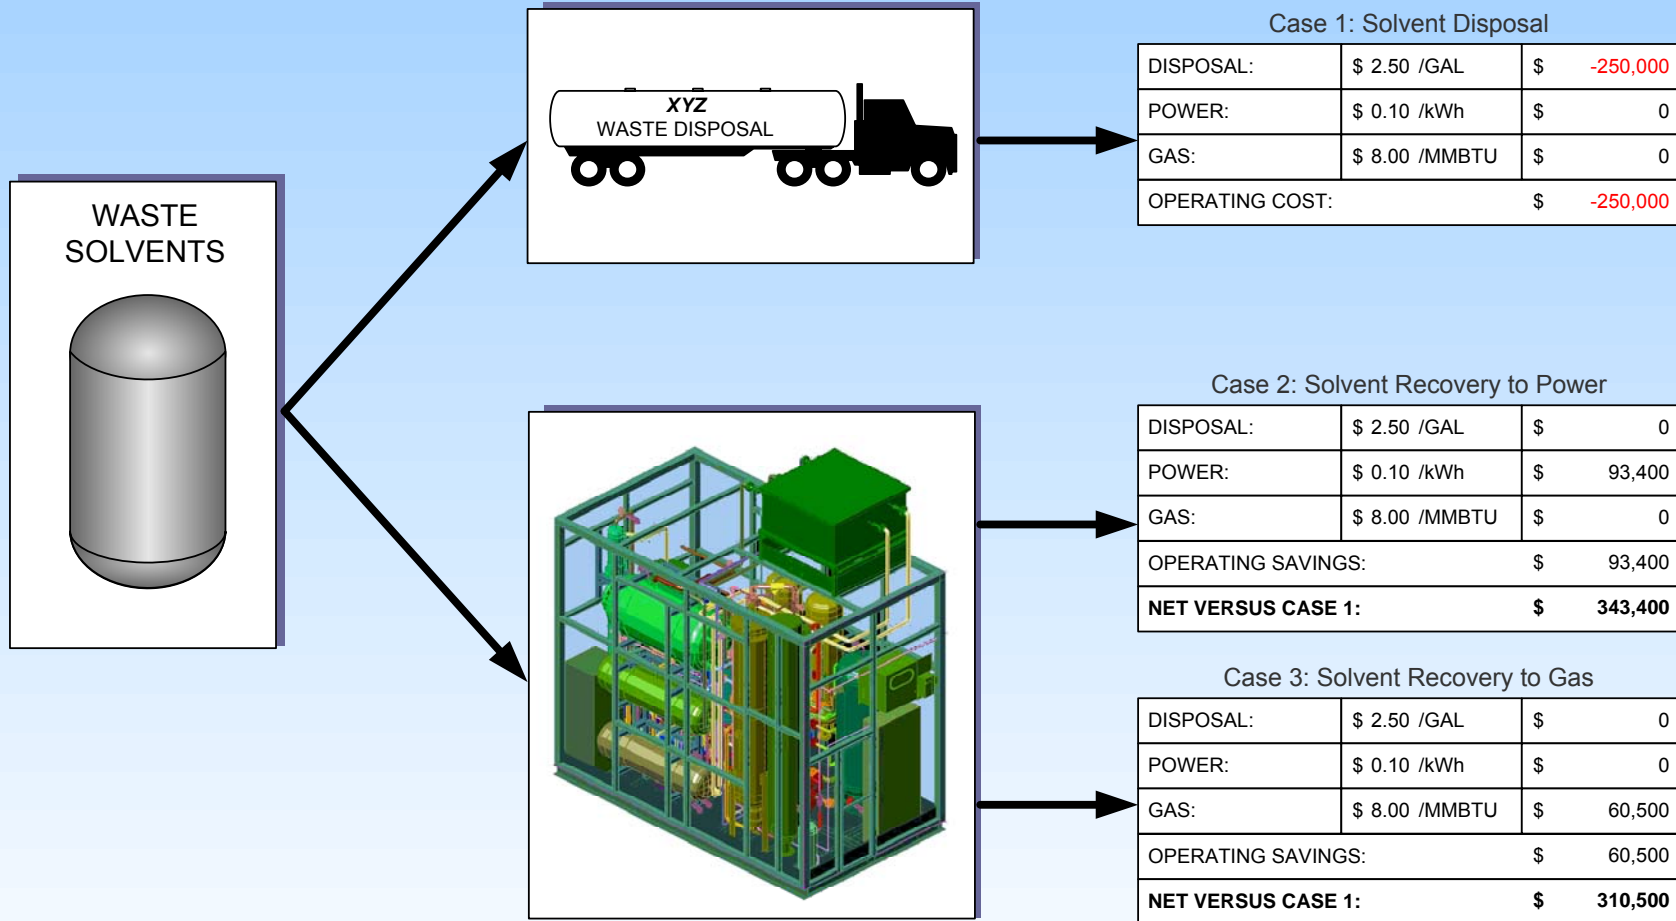 WASTE
SOLVENTS
XYZ
WASTE DISPOSAL
Case 1: Solvent Disposal
DISPOSAL: $ 2.50 /GAL $ -250,000
POWER: $ 0.10 /kWh $ 0
GAS: $ 8.00 /MMBTU $ 0
OPERATING COST: $ -250,000
Case 2: Solvent Recovery to Power
DISPOSAL: $ 2.50 /GAL $ 0
POWER: $ 0.10 /kWh $ 93,400
GAS: $ 8.00 /MMBTU $ 0
OPERATING SAVINGS: $ 93,400
NET VERSUS CASE 1: $ 343,400
Case 3: Solvent Recovery to Gas
DISPOSAL: $ 2.50 /GAL $ 0
POWER: $ 0.10 /kWh $ 0
GAS: $ 8.00 /MMBTU $ 60,500
OPERATING SAVINGS: $ 60,500
NET VERSUS CASE 1: $ 310,500